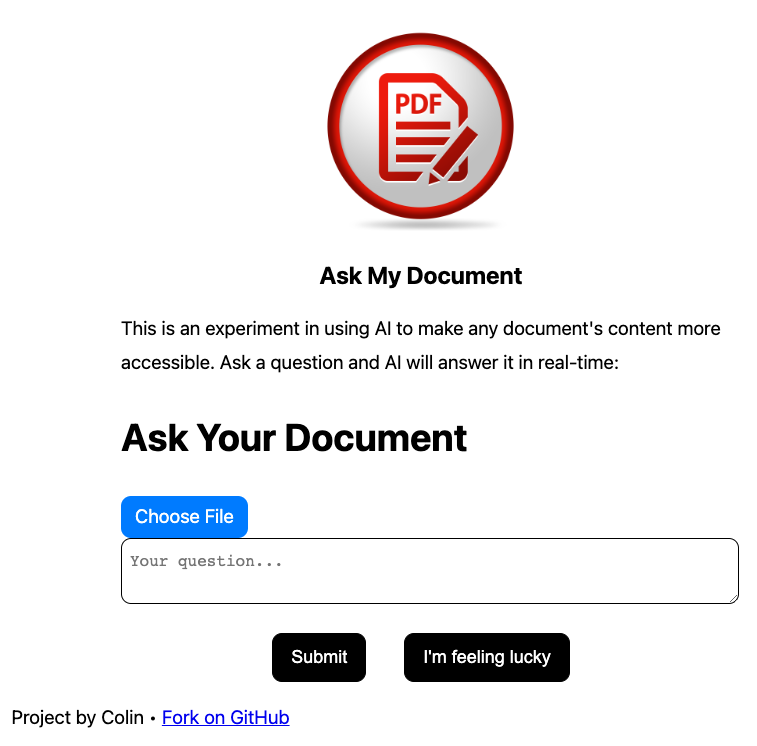 PDF
Ask My Document
This is an experiment in using AI to make any document's content more
accessible. Ask a question and AI will answer it in real-time:
Ask Your Document
Choose File
Your question...
Submit
I'm feeling lucky
Project by Colin • Fork on GitHub